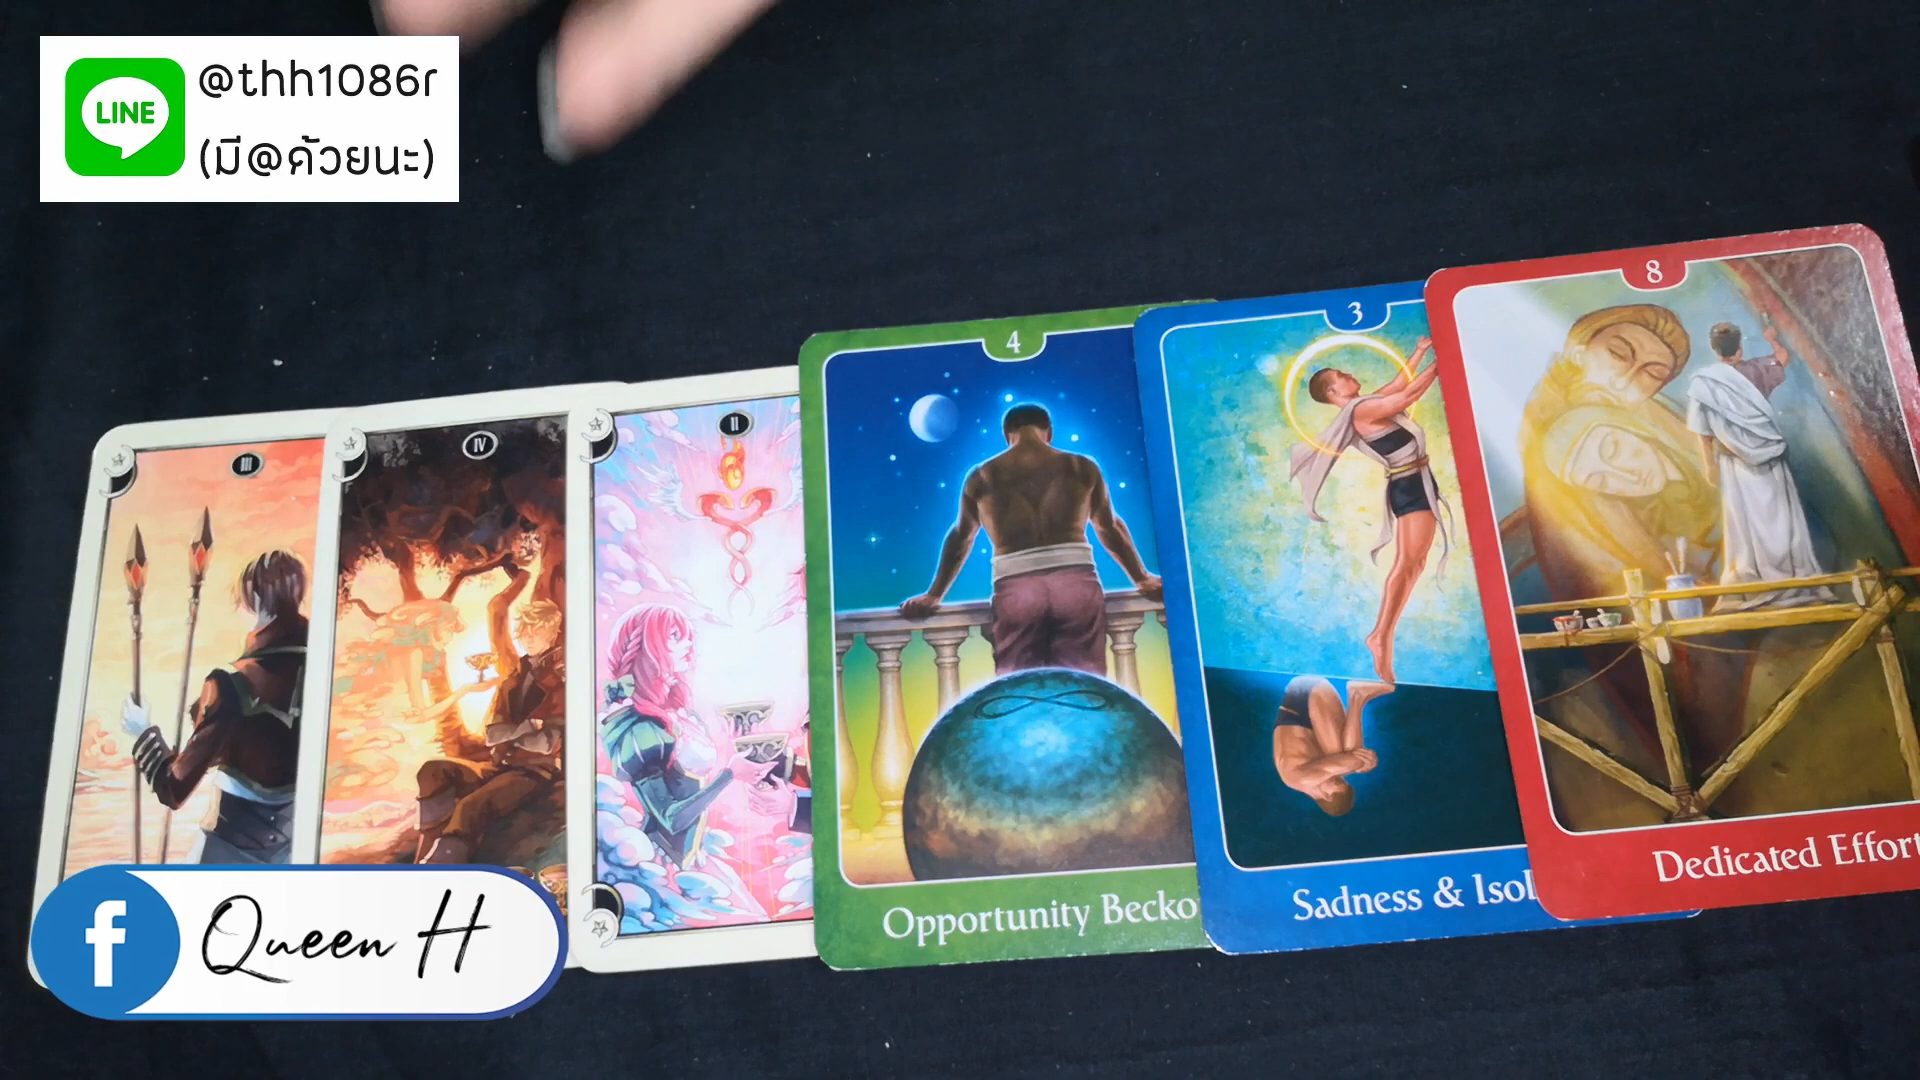 LINE
@thh1086r
(มี@ด้วยนะ)
III
IV
II
4
3
8
Opportunity Becko
Sadness & Isol
Dedicated Effort
f
Queen H